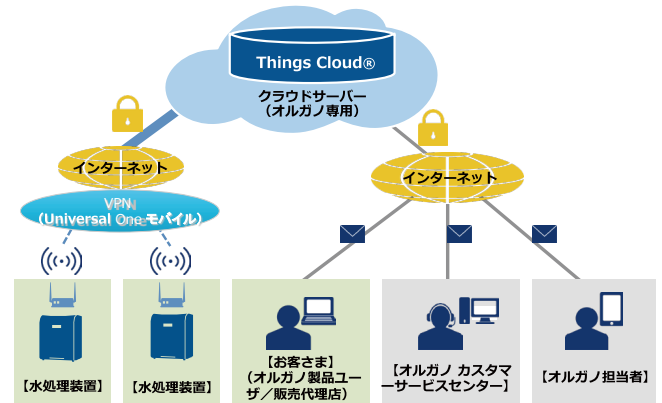 Things Cloud®
クラウドサーバー
（オルガノ専用）
インターネット
VPN
（Universal Oneモバイル）
インターネット
【水処理装置】
【水処理装置】
【お客さま】
（オルガノ製品ユー
ザ／販売代理店）
【オルガノ カスタマ
ーサービスセンター】
【オルガノ担当者】